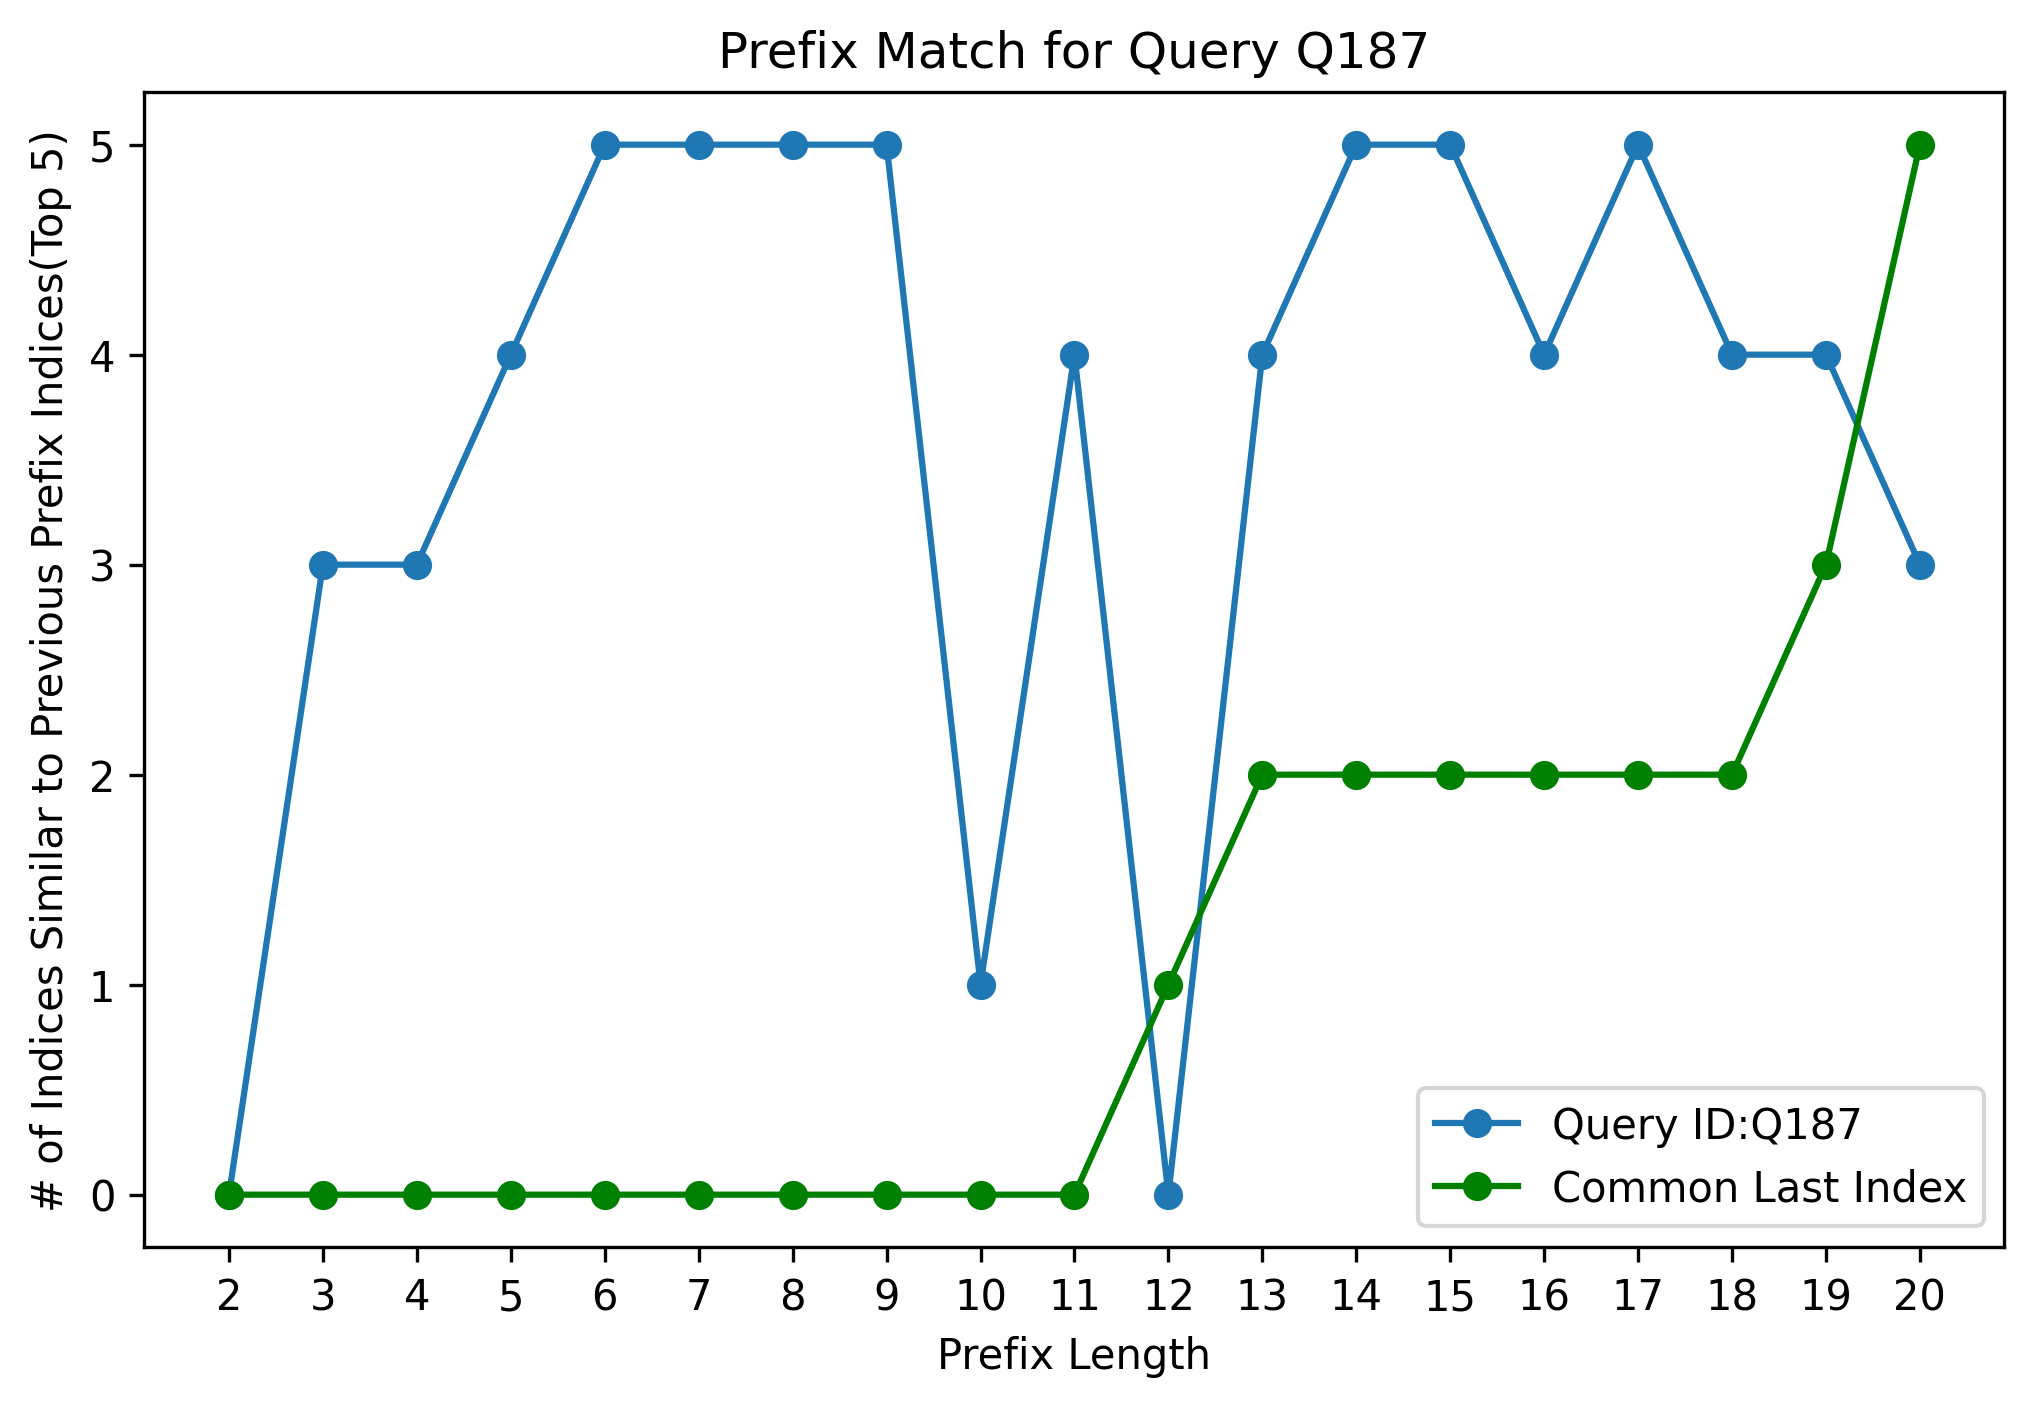 Prefix Match for Query Q187
# of Indices Similar to Previous Prefix Indices(Top 5)
5
4
3
2
1
0
Query ID:Q187
Common Last Index
2 3 4 5 6 7 8 9 10 11 12 13 14 15 16 17 18 19 20
Prefix Length